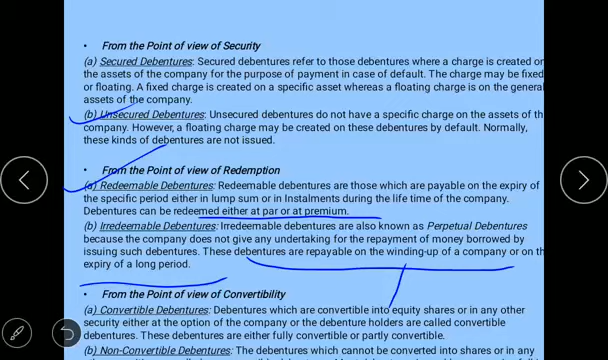 • From the Point of view of Security
(a) Secured Debentures: Secured debentures refer to those debentures where a charge is created on
the assets of the company for the purpose of payment in case of default. The charge may be fixed
or floating. A fixed charge is created on a specific asset whereas a floating charge is on the general
assets of the company.
(b) Unsecured Debentures: Unsecured debentures do not have a specific charge on the assets of the
company. However, a floating charge may be created on these debentures by default. Normally,
these kinds of debentures are not issued.
• From the Point of view of Redemption
(a) Redeemable Debentures: Redeemable debentures are those which are payable on the expiry of
the specific period either in lump sum or in Instalments during the life time of the company.
Debentures can be redeemed either at par or at premium.
(b) Irredeemable Debentures: Irredeemable debentures are also known as Perpetual Debentures
because the company does not give any undertaking for the repayment of money borrowed by
issuing such debentures. These debentures are repayable on the winding-up of a company or on the
expiry of a long period.
• From the Point of view of Convertibility
(a) Convertible Debentures: Debentures which are convertible into equity shares or in any other
security either at the option of the company or the debenture holders are called convertible
debentures. These debentures are either fully convertible or partly convertible.
(b) Non-Convertible Debentures: The debentures which cannot be converted into shares or in any